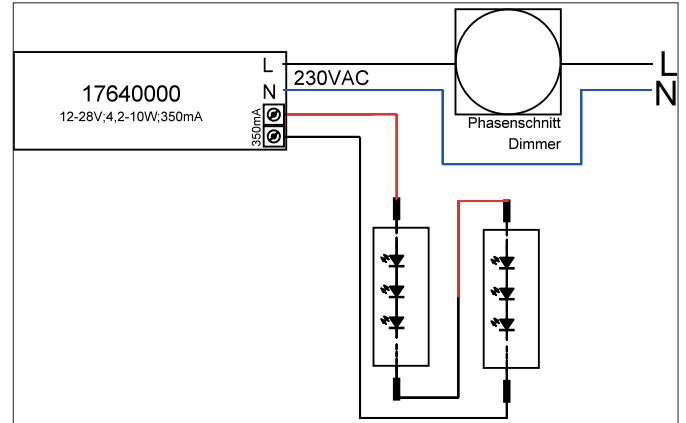 L
L
230VAC
N
N
17640000
12-28V;4,2-10W;350mA
350mA
Phasenschnitt
Dimmer